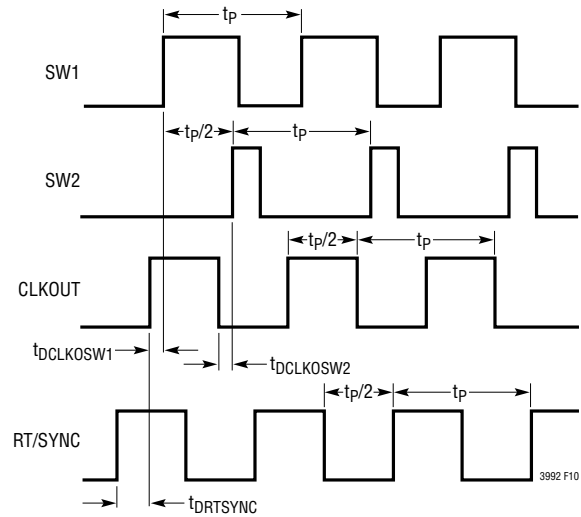 tP
SW1
tP/2
tP
SW2
tP/2
tP
CLKOUT
tDCLKOSW1
tDCLKOSW2
tP/2
tP
RT/SYNC
3992 F10
tDRTSYNC